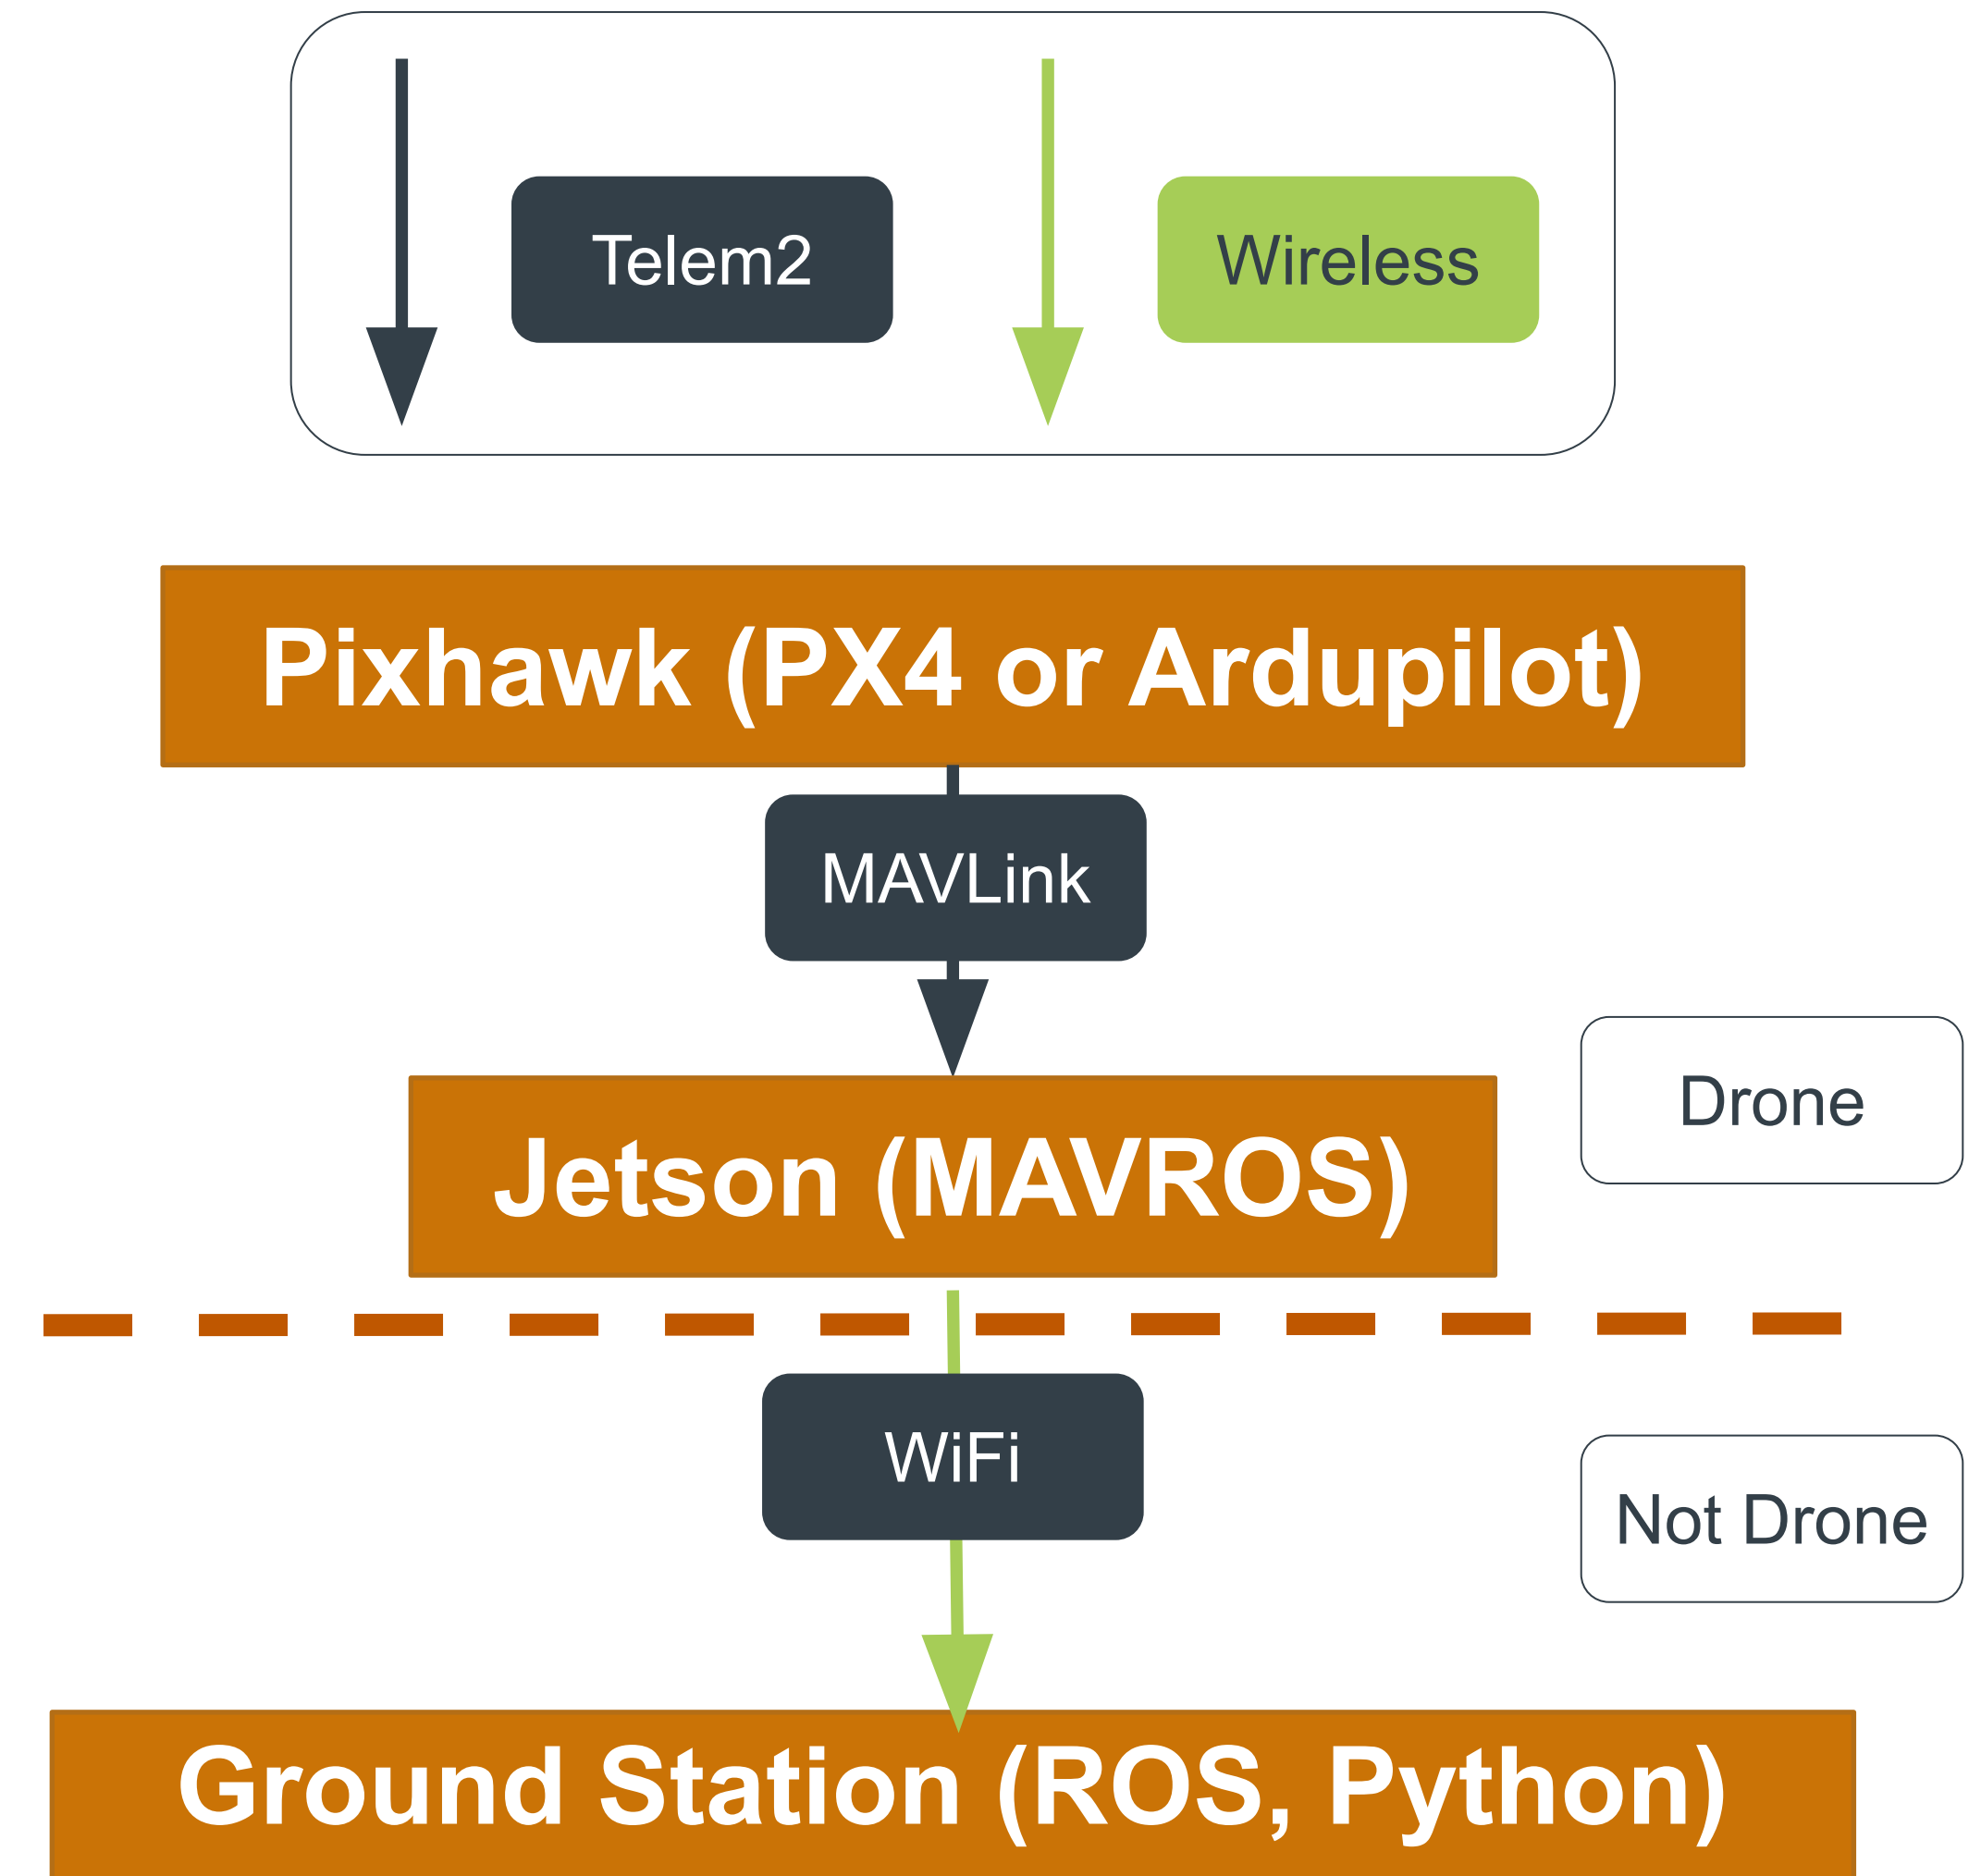 Telem2
Wireless
Pixhawk (PX4 or Ardupilot)
MAVLink
Drone
Jetson (MAVROS)
WiFi
Not Drone
Ground Station (ROS, Python)